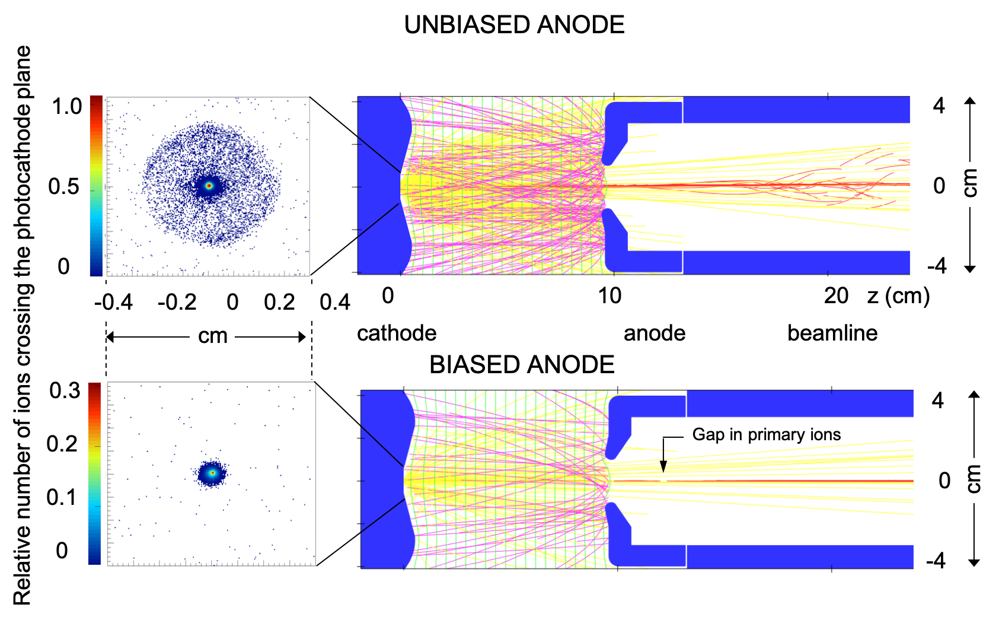 UNBIASED ANODE
Relative number of ions crossing the photocathode plane
1.0
0.5
0
-0.4 -0.2 0 0.2 0.4
cm
4
0
-4
cm
0 10 20 z (cm)
cathode anode beamline
BIASED ANODE
0.3
0.2
0.1
0
Gap in primary ions
4
0
-4
cm